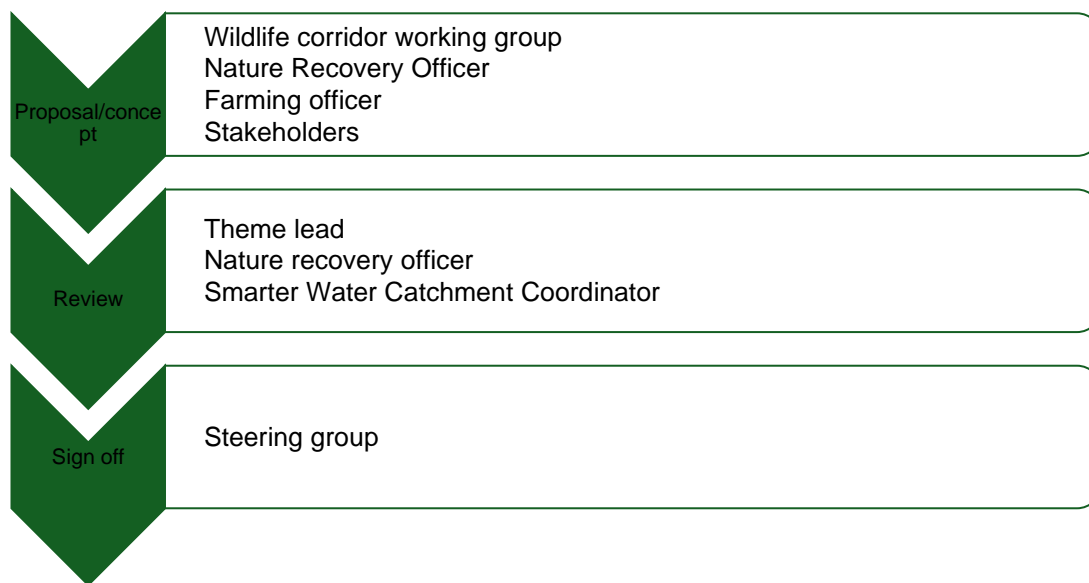 Proposal/conce
pt
Wildlife corridor working group
Nature Recovery Officer
Farming officer
Stakeholders
Review
Theme lead
Nature recovery officer
Smarter Water Catchment Coordinator
Sign off
Steering group